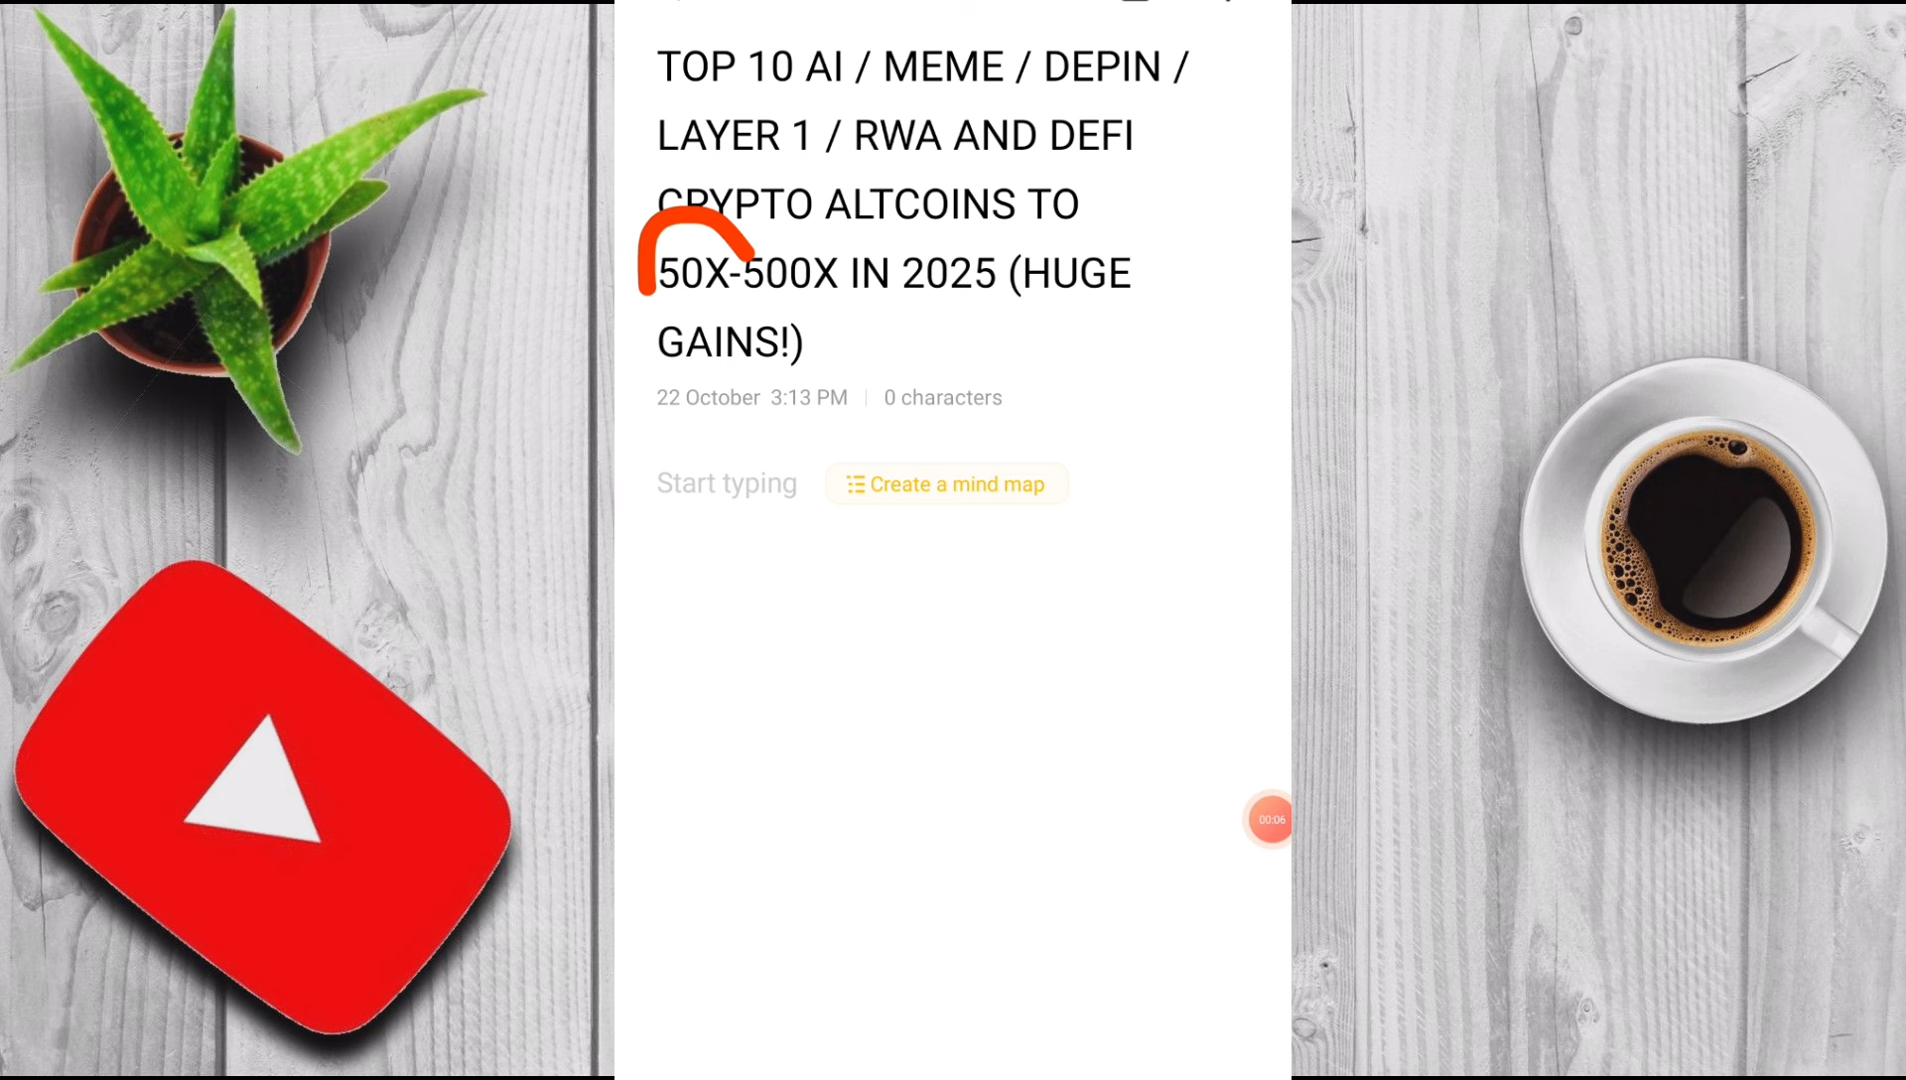 TOP 10 AI / MEME / DEPIN /
LAYER 1 / RWA AND DEFI
CRYPTO ALTCOINS TO
50X-500X IN 2025 (HUGE
GAINS!)
22 October 3:13 PM | 0 characters
Start typing Create a mind map
00:06